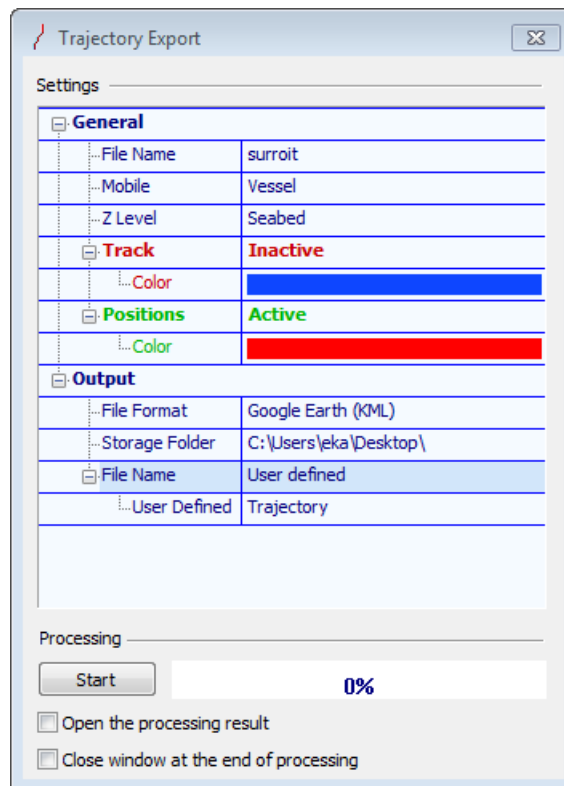 Trajectory Export
Settings
General
File Name surroit
Mobile Vessel
Z Level Seabed
Track Inactive
Color
Positions Active
Color
Output
File Format Google Earth (KML)
Storage Folder C:\Users\eka\Desktop\
File Name User defined
User Defined Trajectory
Processing
Start 0%
Open the processing result
Close window at the end of processing